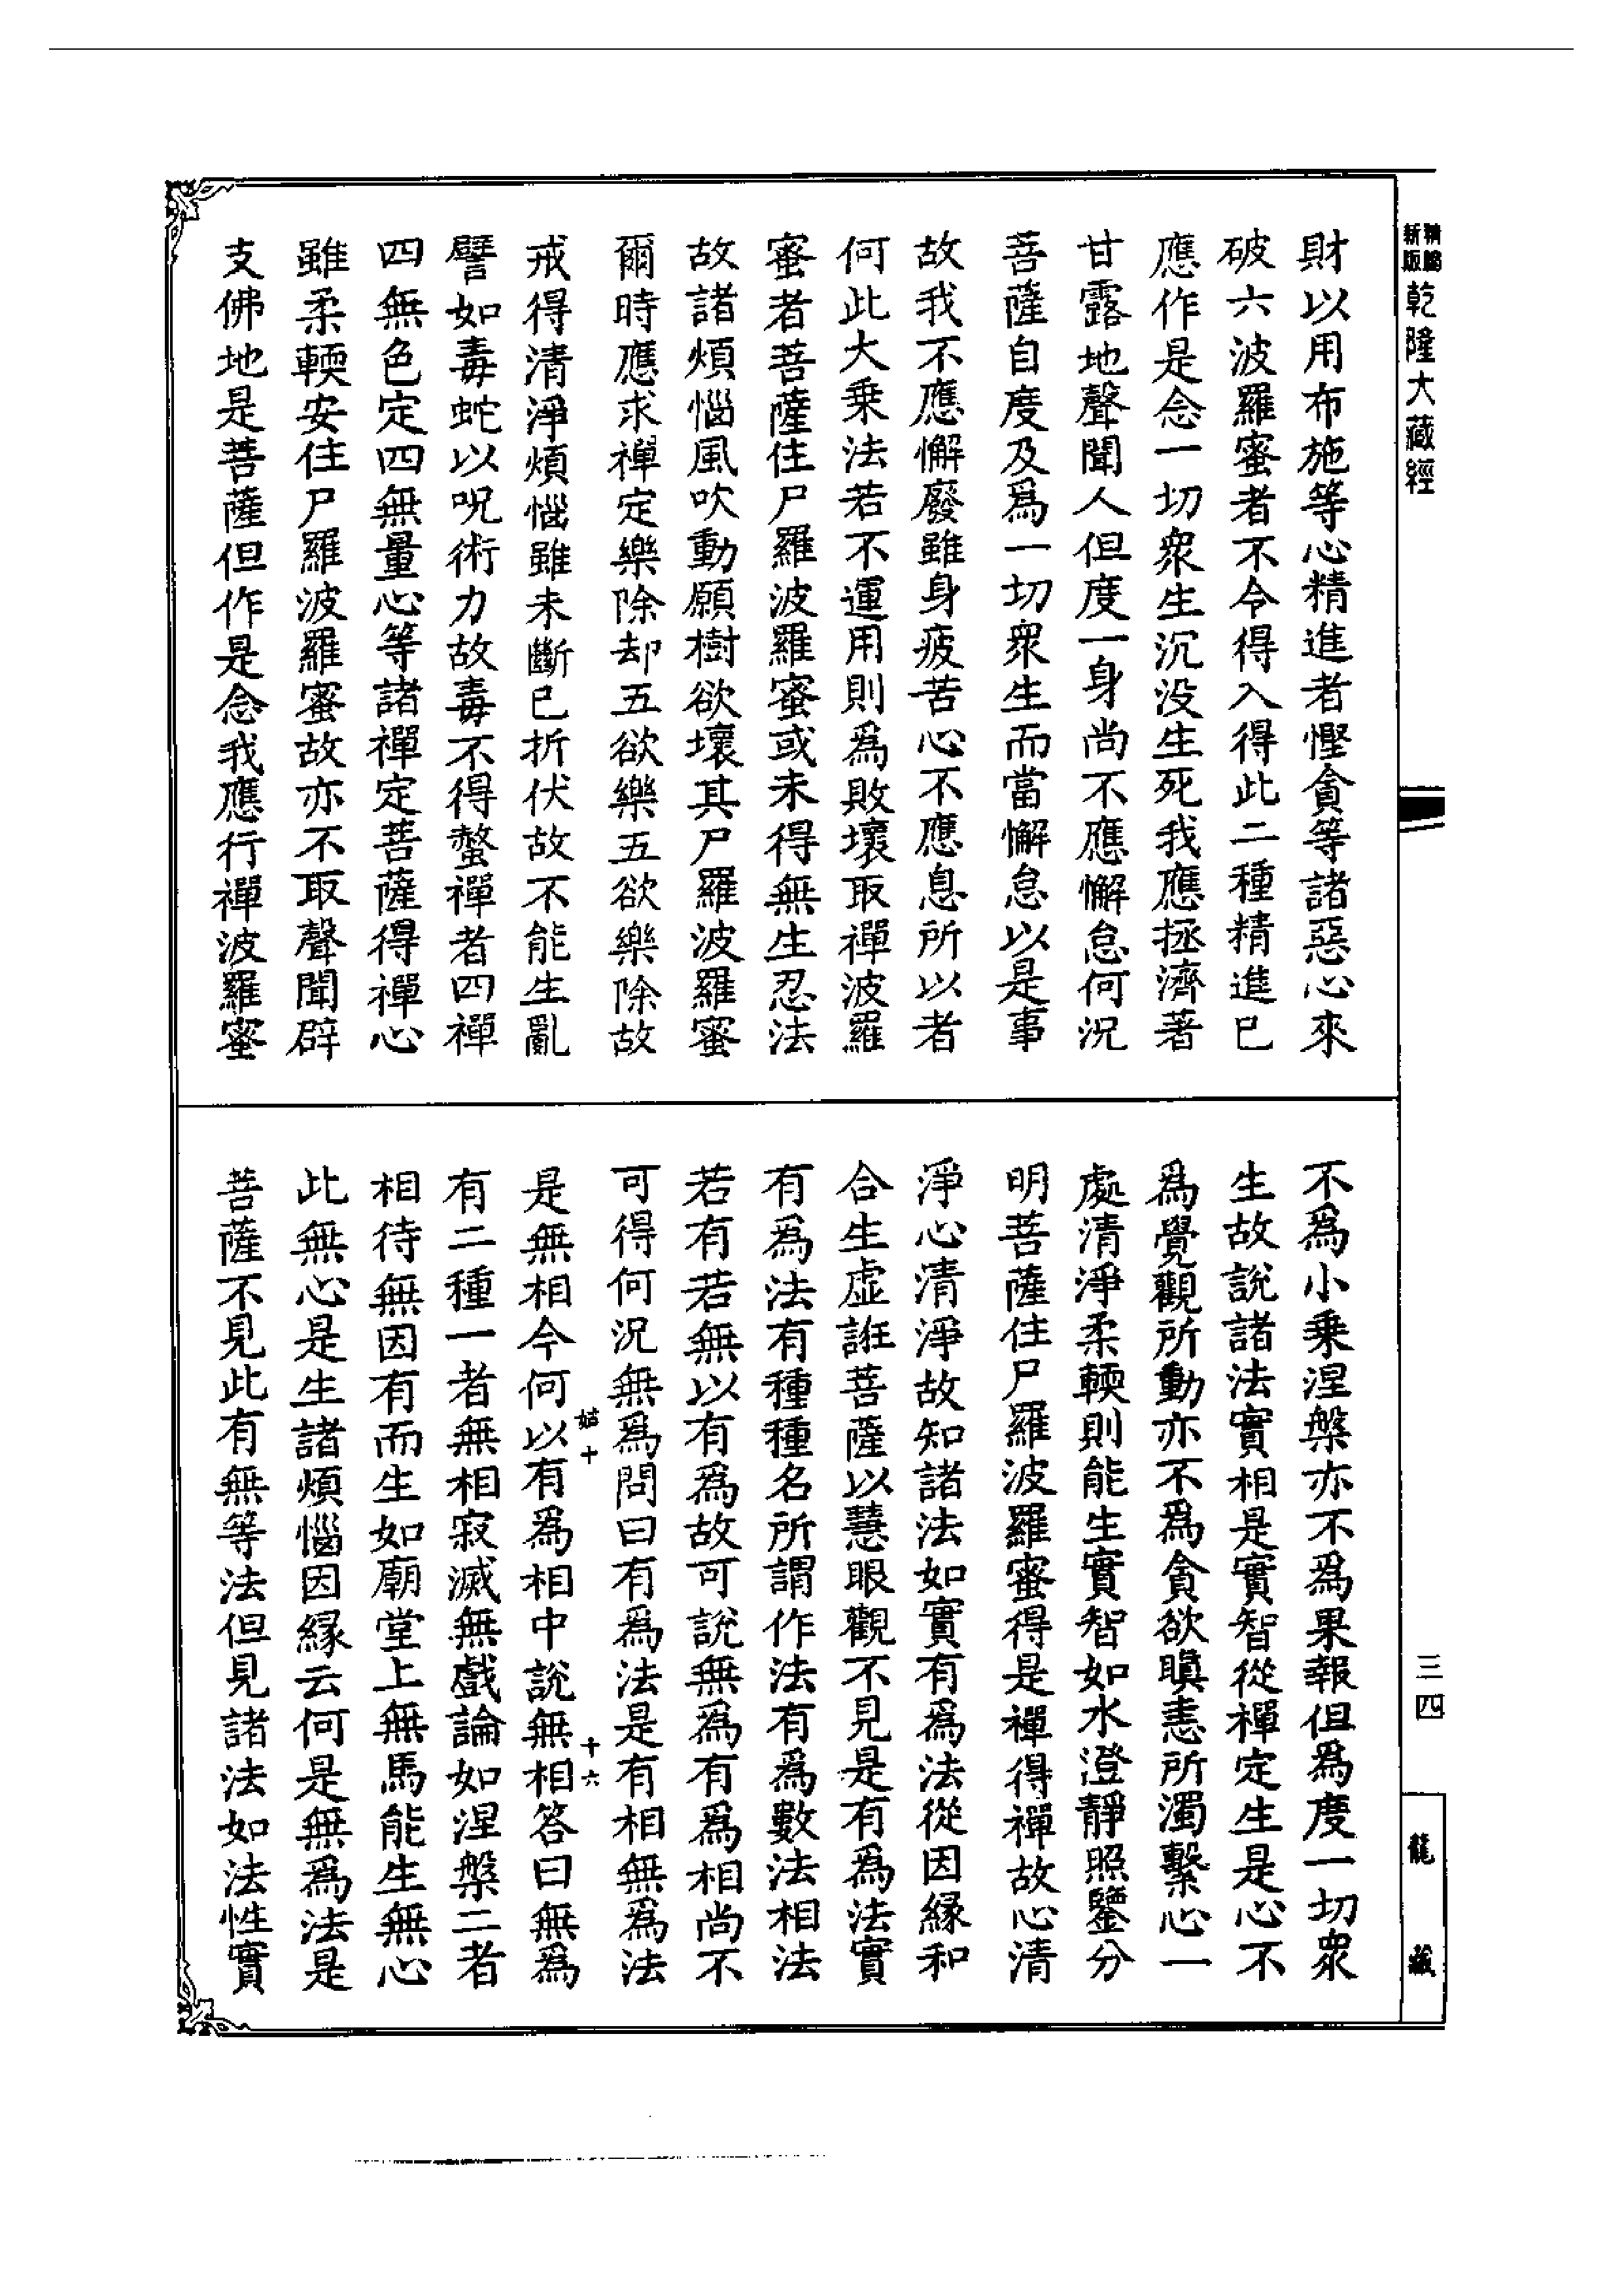 新版
精縮
乾隆大藏經
財以用布施等心精進者慳貪等諸惡心來
破六波羅蜜者不令得入得此二種精進已
應作是念一切衆生沉没生死我應拯濟著
甘露地聲聞人但度一身尚不應懈怠何況
菩薩自度及爲一切衆生而當懈怠以是事
故我不應懈廢雖身疲苦心不應息所以者
何此大乗法若不運用則爲敗壞取禪波羅
蜜者菩薩住尸羅波羅蜜或未得無生忍法
故諸煩惱風吹動願樹欲壞其尸羅波羅蜜
爾時應求禪定樂除却五欲樂五欲樂除故
戒得清淨煩惱雖未斷已折伏故不能生亂
譬如毒蛇以呪術力故毒不得螫禪者四禪
四無色定四無量心等諸禪定菩薩得禪心
雖柔輭安住尸羅波羅蜜故亦不取聲聞辟
支佛地是菩薩但作是念我應行禪波羅蜜
不爲小乗涅槃亦不爲果報但爲度一切衆
生故說諸法實相是實智從禪定生是心不
爲覺觀所動亦不爲貪欲瞋恚所濁繫心一
處清淨柔輭則能生實智如水澄靜照鑒分
明菩薩住尸羅波羅蜜得是禪得禪故心清
淨心清淨故知諸法如實有爲法從因縁和
合生虚誑菩薩以慧眼觀不見是有爲法實
有爲法有種種名所謂作法有爲數法相法
若有若無以有爲故可說無爲有爲相尚不
可得何況無爲問曰有爲法是有相無爲法
姑十
十六
是無相今何以有爲相中說無相答曰無爲
有二種一者無相寂滅無戲論如涅槃二者
相待無因有而生如廟堂上無馬能生無心
此無心是生諸煩惱因縁云何是無爲法是
菩薩不見此有無等法但見諸法如法性實
三四
龍藏